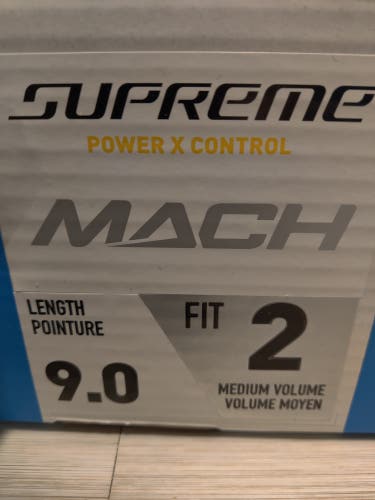 SUPREME
POWER X CONTROL
MACH
LENGTH
POINTURE
9.0
FIT 2
MEDIUM VOLUME
VOLUME MOYEN